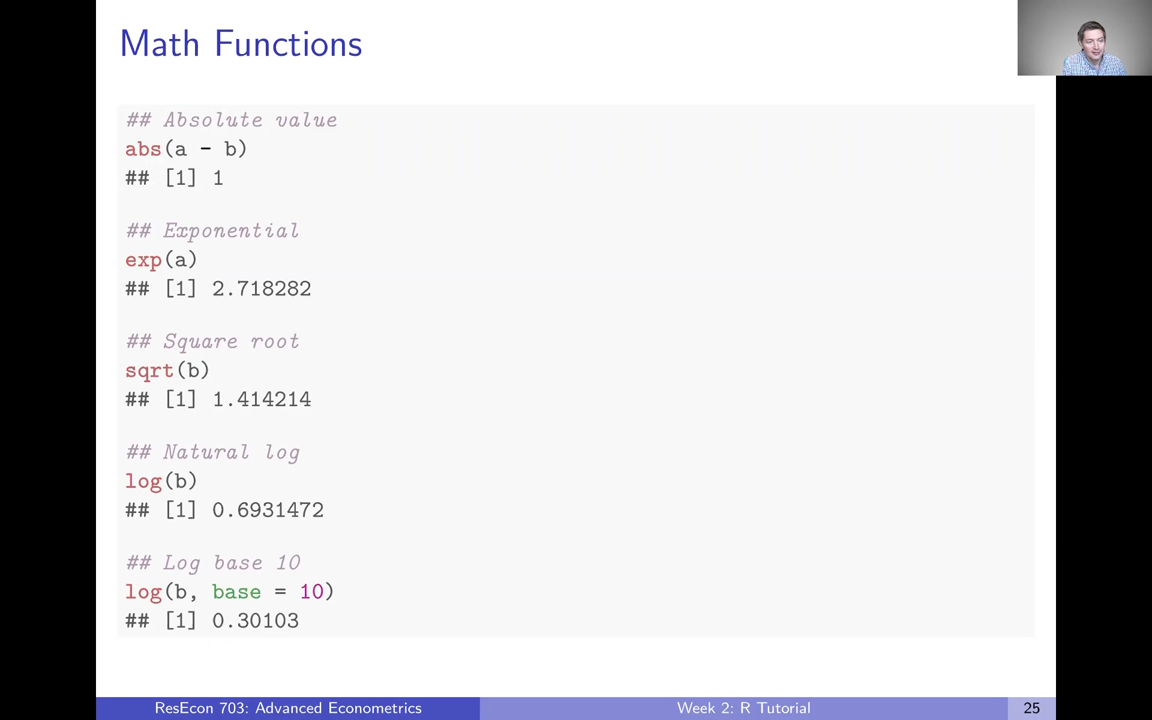 Math Functions
## Absolute value
abs(a - b)
## [1] 1
## Exponential
exp(a)
## [1] 2.718282
## Square root
sqrt(b)
## [1] 1.414214
## Natural log
log(b)
## [1] 0.6931472
## Log base 10
log(b, base = 10)
## [1] 0.30103
ResEcon 703: Advanced Econometrics
Week 2: R Tutorial
25